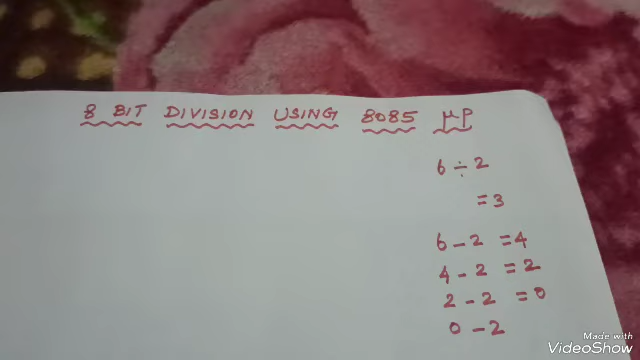 8 BIT DIVISION USING 8085 μP
6 ÷ 2
= 3
6 - 2 = 4
4 - 2 = 2
2 - 2 = 0
0 - 2
Made with
VideoShow